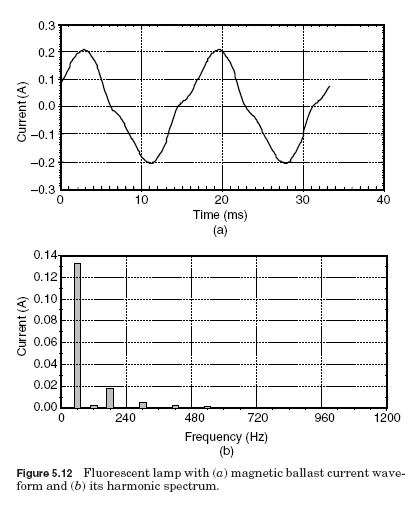 0.3
0.2
0.1
0.0
–0.1
–0.2
–0.3
Current (A)
0 10 20 30 40
Time (ms)
(a)
0.14
0.12
0.10
0.08
0.06
0.04
0.02
0.00
Current (A)
0 240 480 720 960 1200
Frequency (Hz)
(b)
Figure 5.12 Fluorescent lamp with (a) magnetic ballast current wave-
form and (b) its harmonic spectrum.